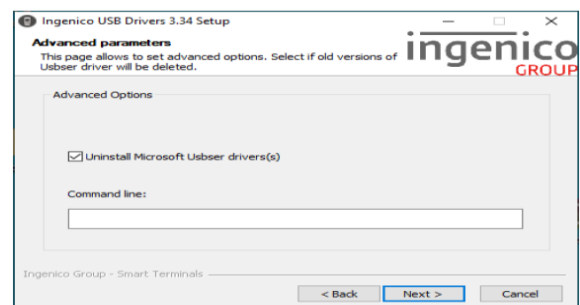 Ingenico USB Drivers 3.34 Setup
Advanced parameters
This page allows to set advanced options. Select if old versions of
Usbser driver will be deleted.
ingenico
GROUP
Advanced Options
Uninstall Microsoft Usbser drivers(s)
Command line:
Ingenico Group - Smart Terminals
< Back Next > Cancel